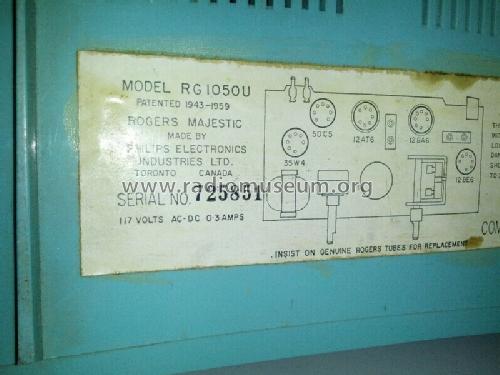 MODEL RG1050U
PATENTED 1943-1959
ROGERS MAJESTIC
MADE BY
PHILIPS ELECTRONICS
INDUSTRIES LTD.
TORONTO CANADA
SERIAL NO. 725851
117 VOLTS AC-DC 0·3 AMPS
50C5
12AT6
12BA6
35W4
12BE6
.INSIST ON GENUINE ROGERS TUBES FOR REPLACEMENT
www.radiomuseum.org